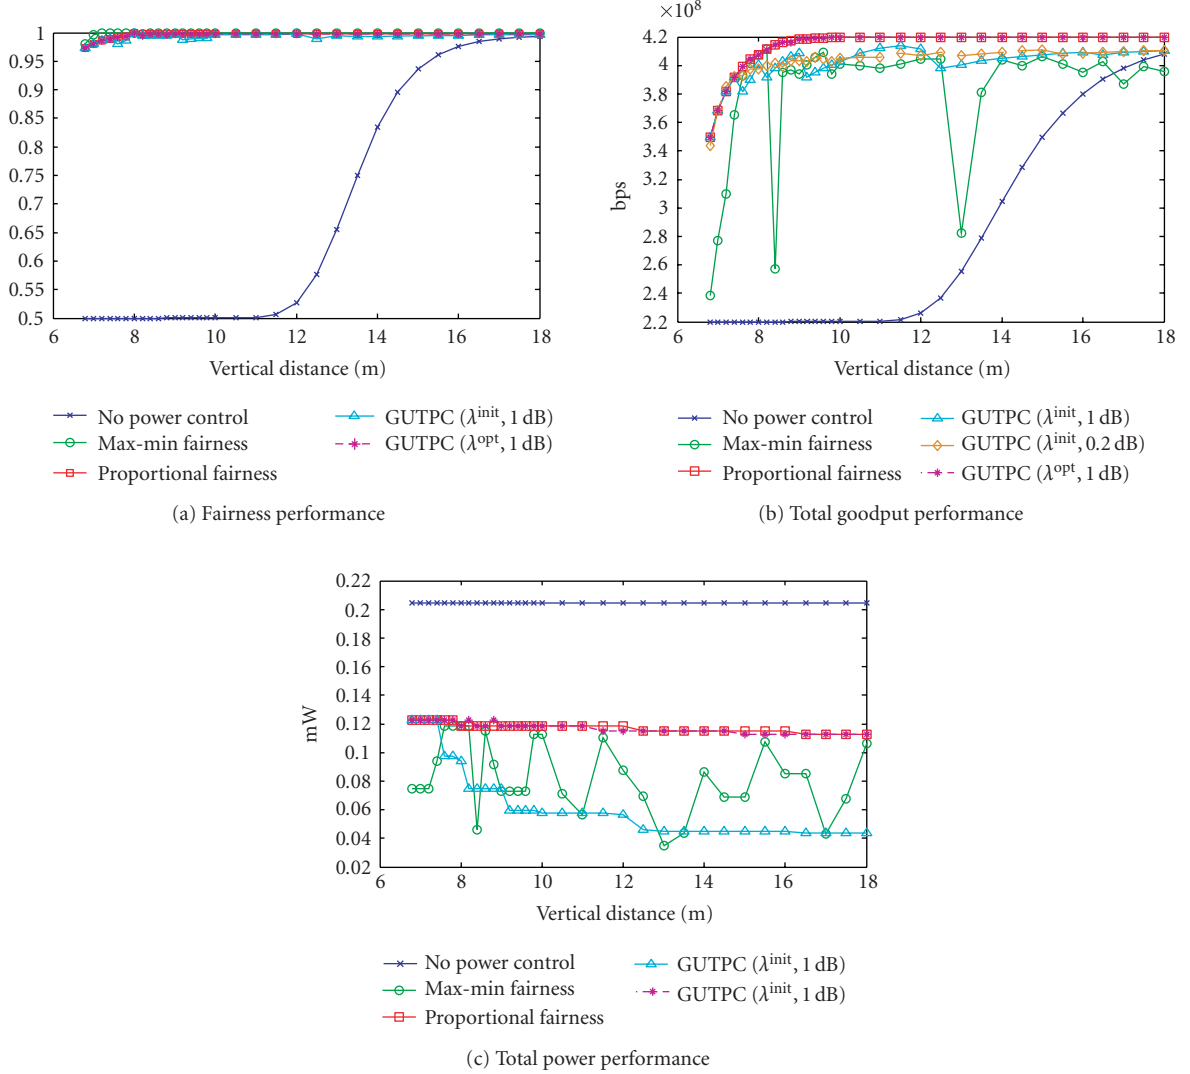 1
0.95
0.9
0.85
0.8
0.75
0.7
0.65
0.6
0.55
0.5
6 8 10 12 14 16 18
Vertical distance (m)
No power control
Max-min fairness
Proportional fairness
GUTPC (λ^init, 1 dB)
GUTPC (λ^opt, 1 dB)
(a) Fairness performance
×10^8
4.2
4
3.8
3.6
3.4
3.2
3
2.8
2.6
2.4
2.2
bps
6 8 10 12 14 16 18
Vertical distance (m)
No power control
Max-min fairness
Proportional fairness
GUTPC (λ^init, 1 dB)
GUTPC (λ^init, 0.2 dB)
GUTPC (λ^opt, 1 dB)
(b) Total goodput performance
0.22
0.2
0.18
0.16
0.14
0.12
0.1
0.08
0.06
0.04
0.02
mW
6 8 10 12 14 16 18
Vertical distance (m)
No power control
Max-min fairness
Proportional fairness
GUTPC (λ^init, 1 dB)
GUTPC (λ^init, 1 dB)
(c) Total power performance